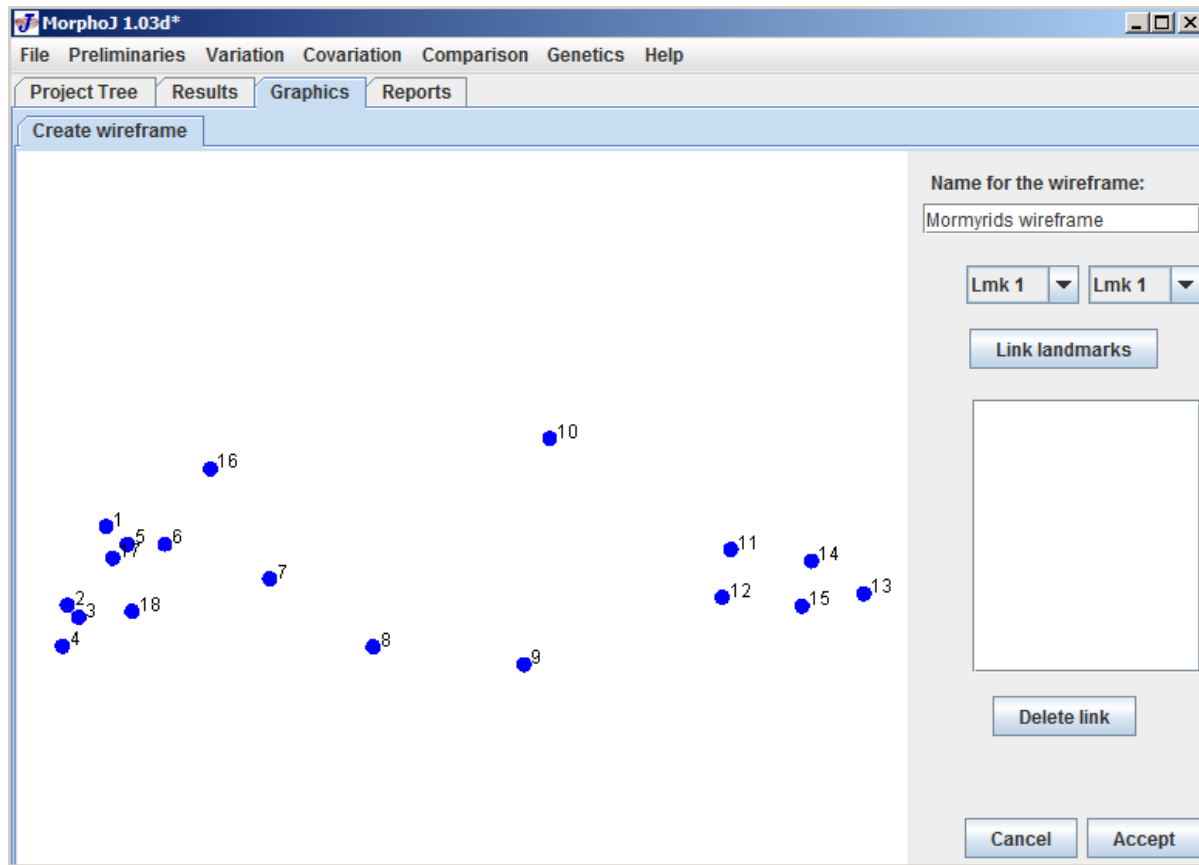 MorphoJ 1.03d*
File Preliminaries Variation Covariation Comparison Genetics Help
Project Tree Results Graphics Reports
Create wireframe
Name for the wireframe:
Mormyrids wireframe
Lmk 1 Lmk 1
Link landmarks
10
16
1
5 6
17
11
14
7
2
3
18
12
15
13
4
8
9
Delete link
Cancel Accept